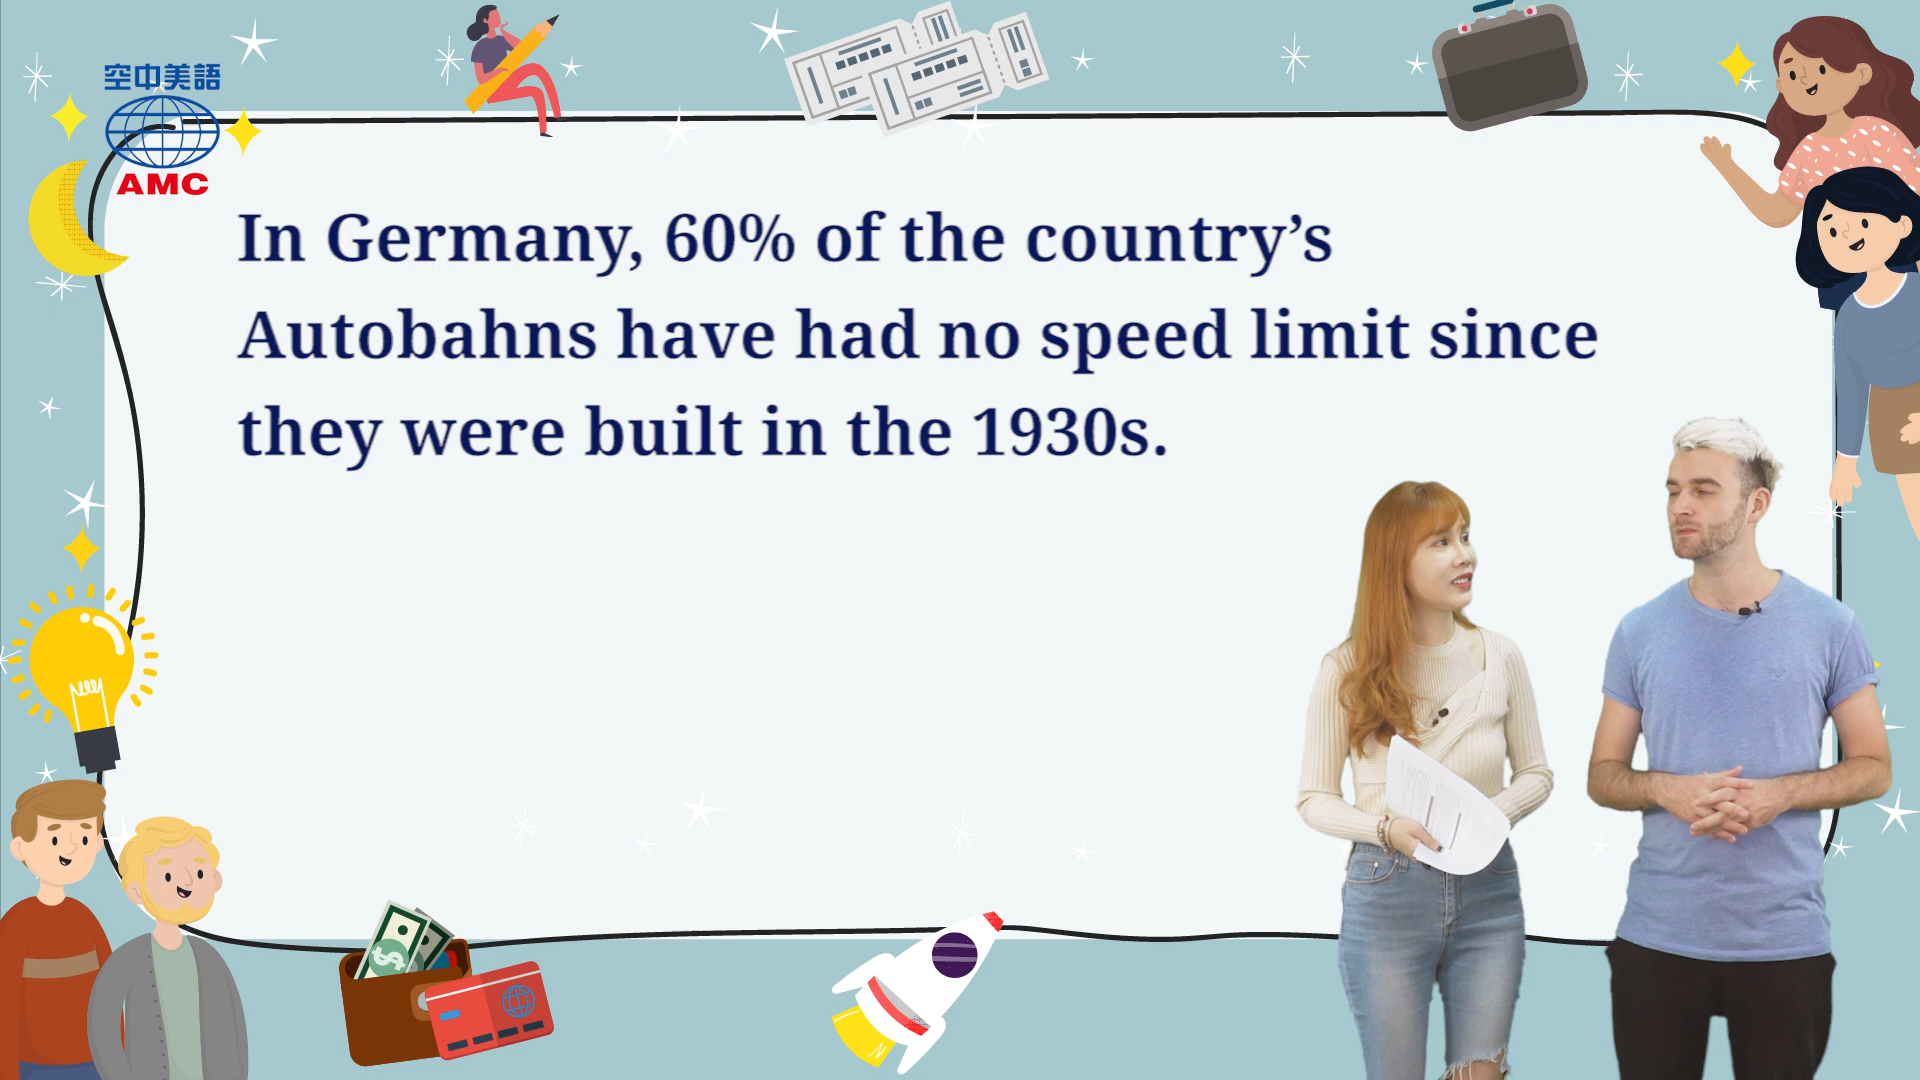 空中美語
AMC
In Germany, 60% of the country’s
Autobahns have had no speed limit since
they were built in the 1930s.